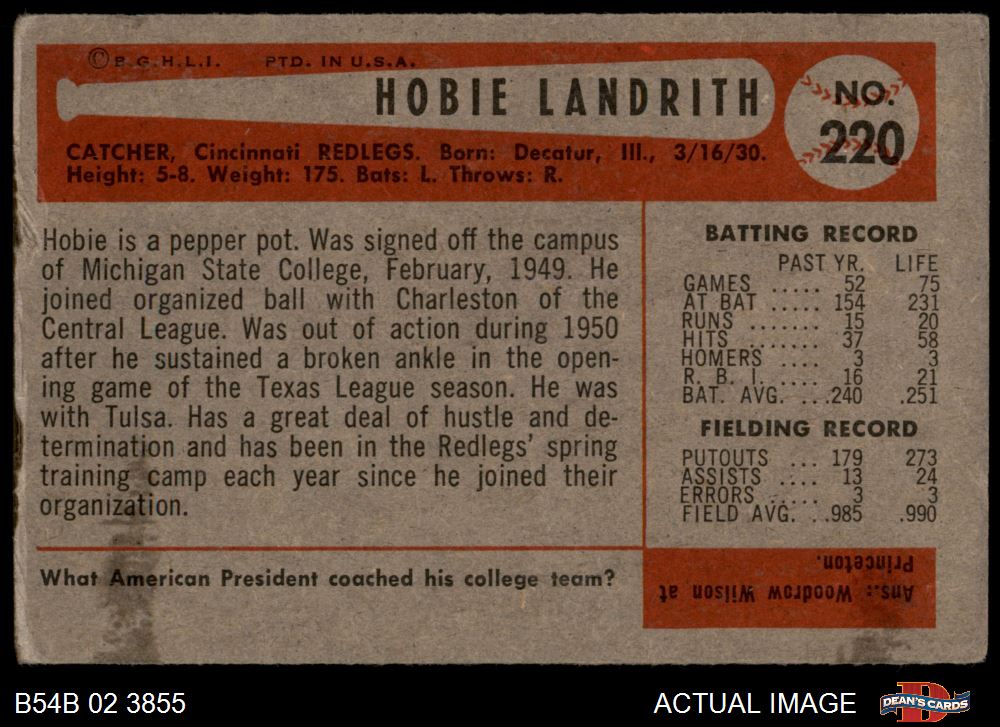 © B.G.H.L.I. PTD. IN U.S.A.
HOBIE LANDRITH
NO.
220
CATCHER, Cincinnati REDLEGS. Born: Decatur, Ill., 3/16/30.
Height: 5-8. Weight: 175. Bats: L. Throws: R.
Hobie is a pepper pot. Was signed off the campus
of Michigan State College, February, 1949. He
joined organized ball with Charleston of the
Central League. Was out of action during 1950
after he sustained a broken ankle in the open-
ing game of the Texas League season. He was
with Tulsa. Has a great deal of hustle and de-
termination and has been in the Redlegs' spring
training camp each year since he joined their
organization.
BATTING RECORD
PAST YR. LIFE
GAMES ..... 52 75
AT BAT ..... 154 231
RUNS ....... 15 20
HITS ....... 37 58
HOMERS .... 3 3
R. B. I. .... 16 21
BAT. AVG. ... .240 .251
FIELDING RECORD
PUTOUTS ... 179 273
ASSISTS .... 13 24
ERRORS ..... 3 3
FIELD AVG. . .985 .990
What American President coached his college team?
Ans.: Woodrow Wilson at
Princeton.
B54B 02 3855
ACTUAL IMAGE
DEAN'S CARDS